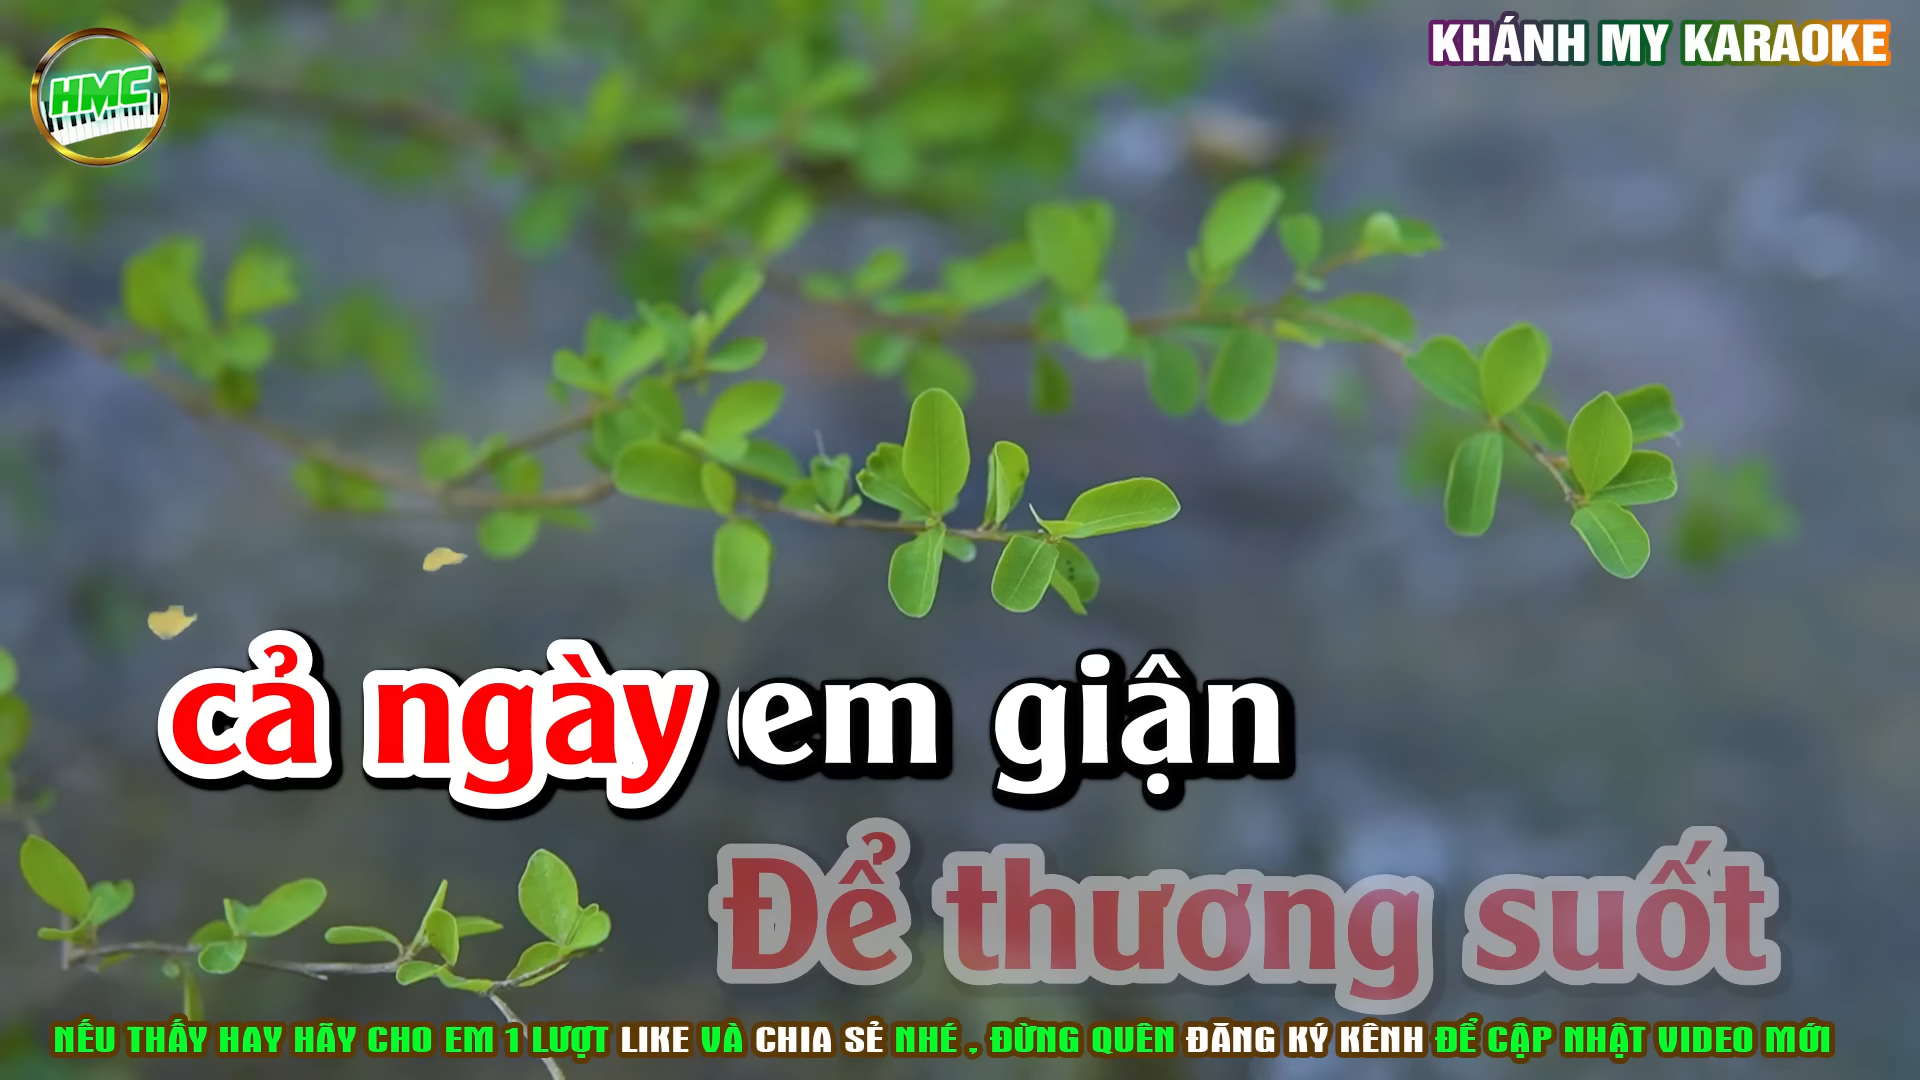 HMC
KHÁNH MY KARAOKE
cả ngày em giận
Để thương suốt
NẾU THẤY HAY HÃY CHO EM 1 LƯỢT LIKE VÀ CHIA SẺ NHÉ , ĐỪNG QUÊN ĐĂNG KÝ KÊNH ĐỂ CẬP NHẬT VIDEO MỚI